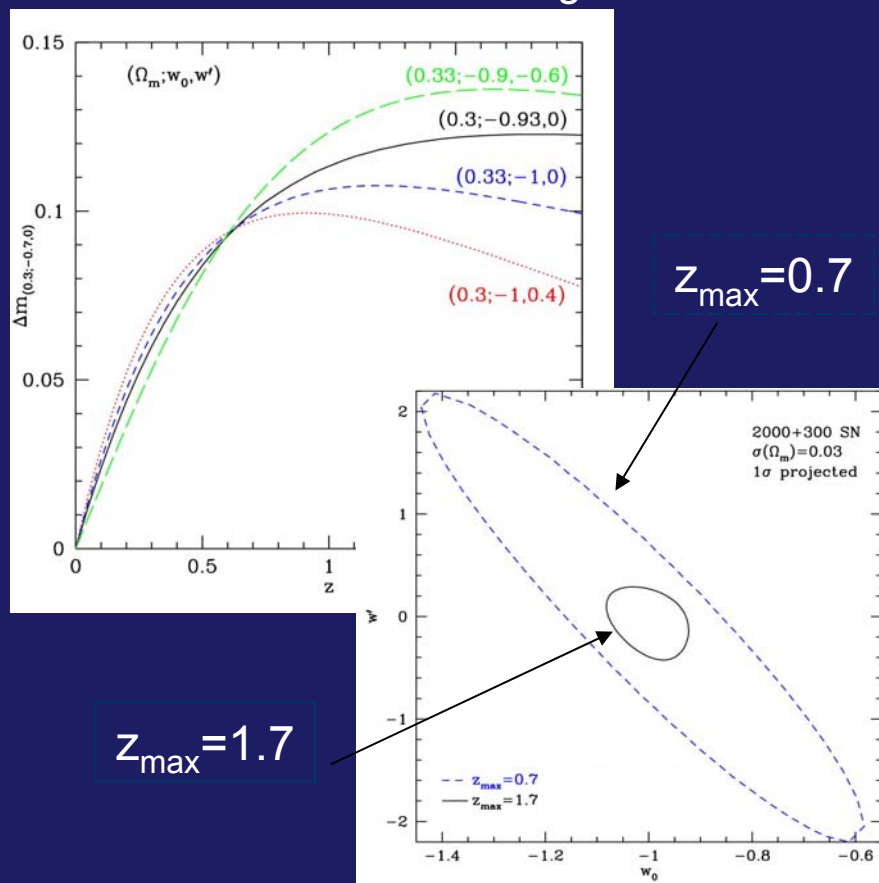 0.15
(Ωm;w0,w′)
(0.33;−0.9,−0.6)
(0.3;−0.93,0)
(0.33;−1,0)
(0.3;−1,0.4)
0.1
0.05
0
Δm(0.3;−0.7,0)
0
0.5
1
z
zmax=0.7
2000+300 SN
σ(Ωm)=0.03
1σ projected
2
1
0
−1
−2
w′
zmax=1.7
zmax=0.7
zmax=1.7
−1.4
−1.2
−1
−0.8
−0.6
w0